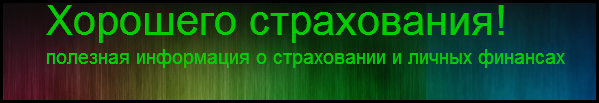 Хорошего страхования!
полезная информация о страховании и личных финансах